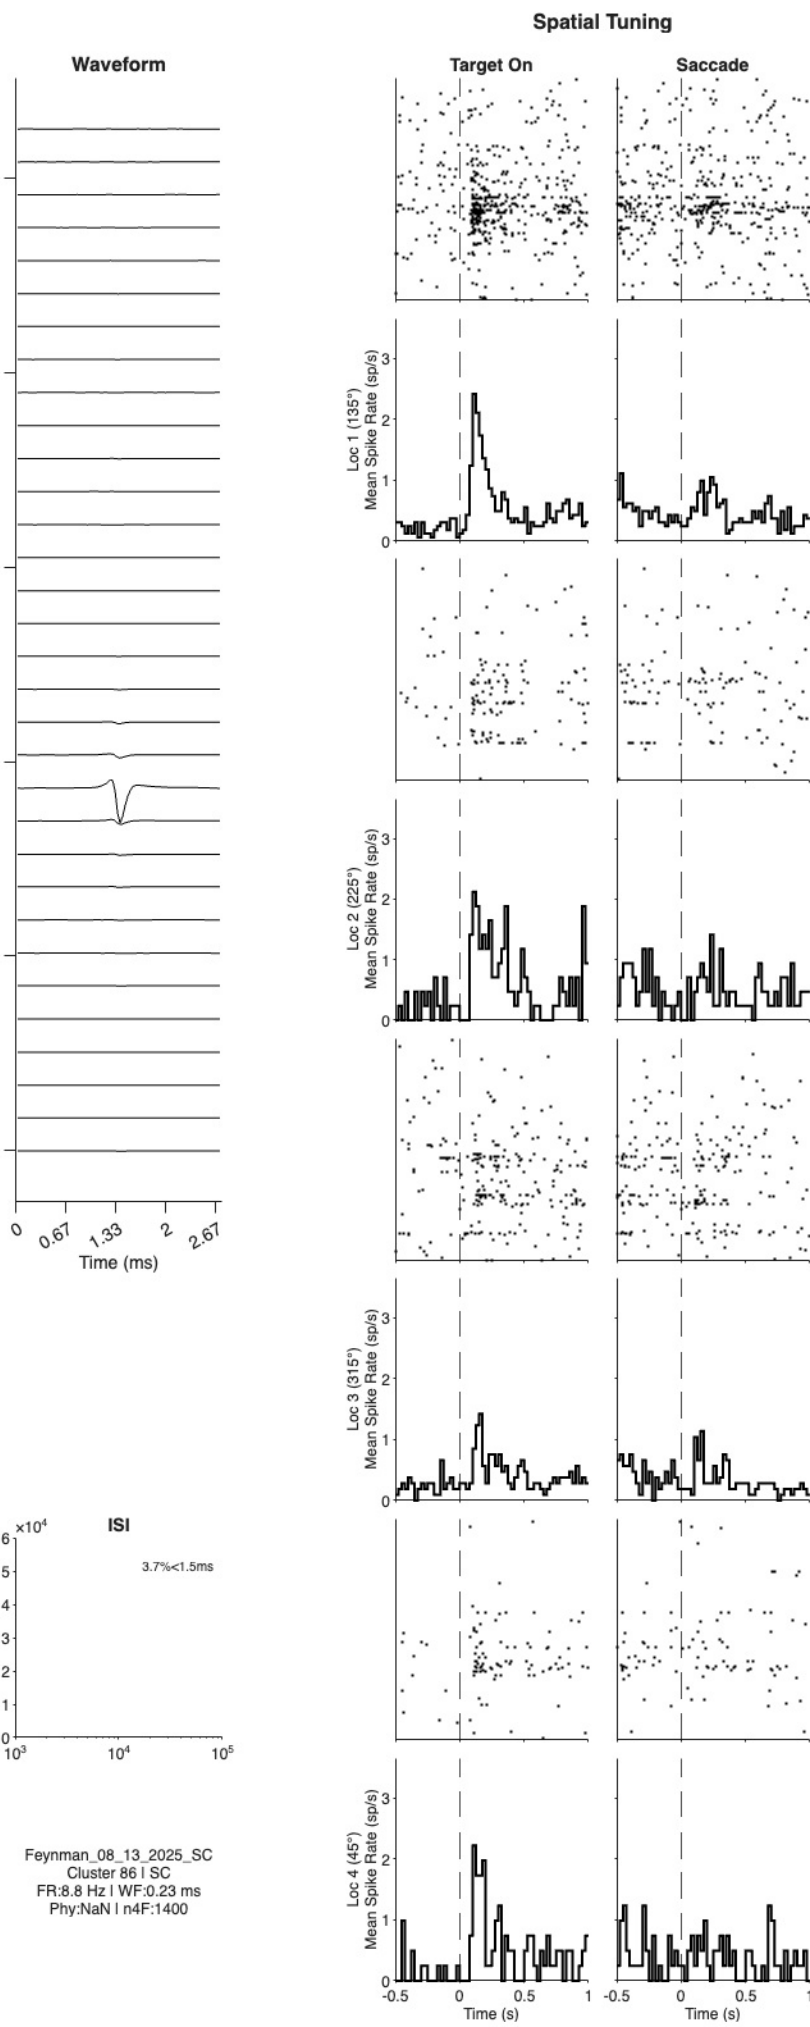 Spatial Tuning
Waveform
Target On
Saccade
0
0.67
1.33
2
2.67
Time (ms)
Loc 1 (135°)
Mean Spike Rate (sp/s)
3
2
1
0
Loc 2 (225°)
Mean Spike Rate (sp/s)
3
2
1
0
Loc 3 (315°)
Mean Spike Rate (sp/s)
3
2
1
0
ISI
×10⁴
3.7%<1.5ms
6
5
4
3
2
1
0
10³
10⁴
10⁵
Feynman_08_13_2025_SC
Cluster 86 | SC
FR:8.8 Hz | WF:0.23 ms
Phy:NaN | n4F:1400
Loc 4 (45°)
Mean Spike Rate (sp/s)
3
2
1
0
-0.5
0
0.5
1
Time (s)
-0.5
0
0.5
1
Time (s)